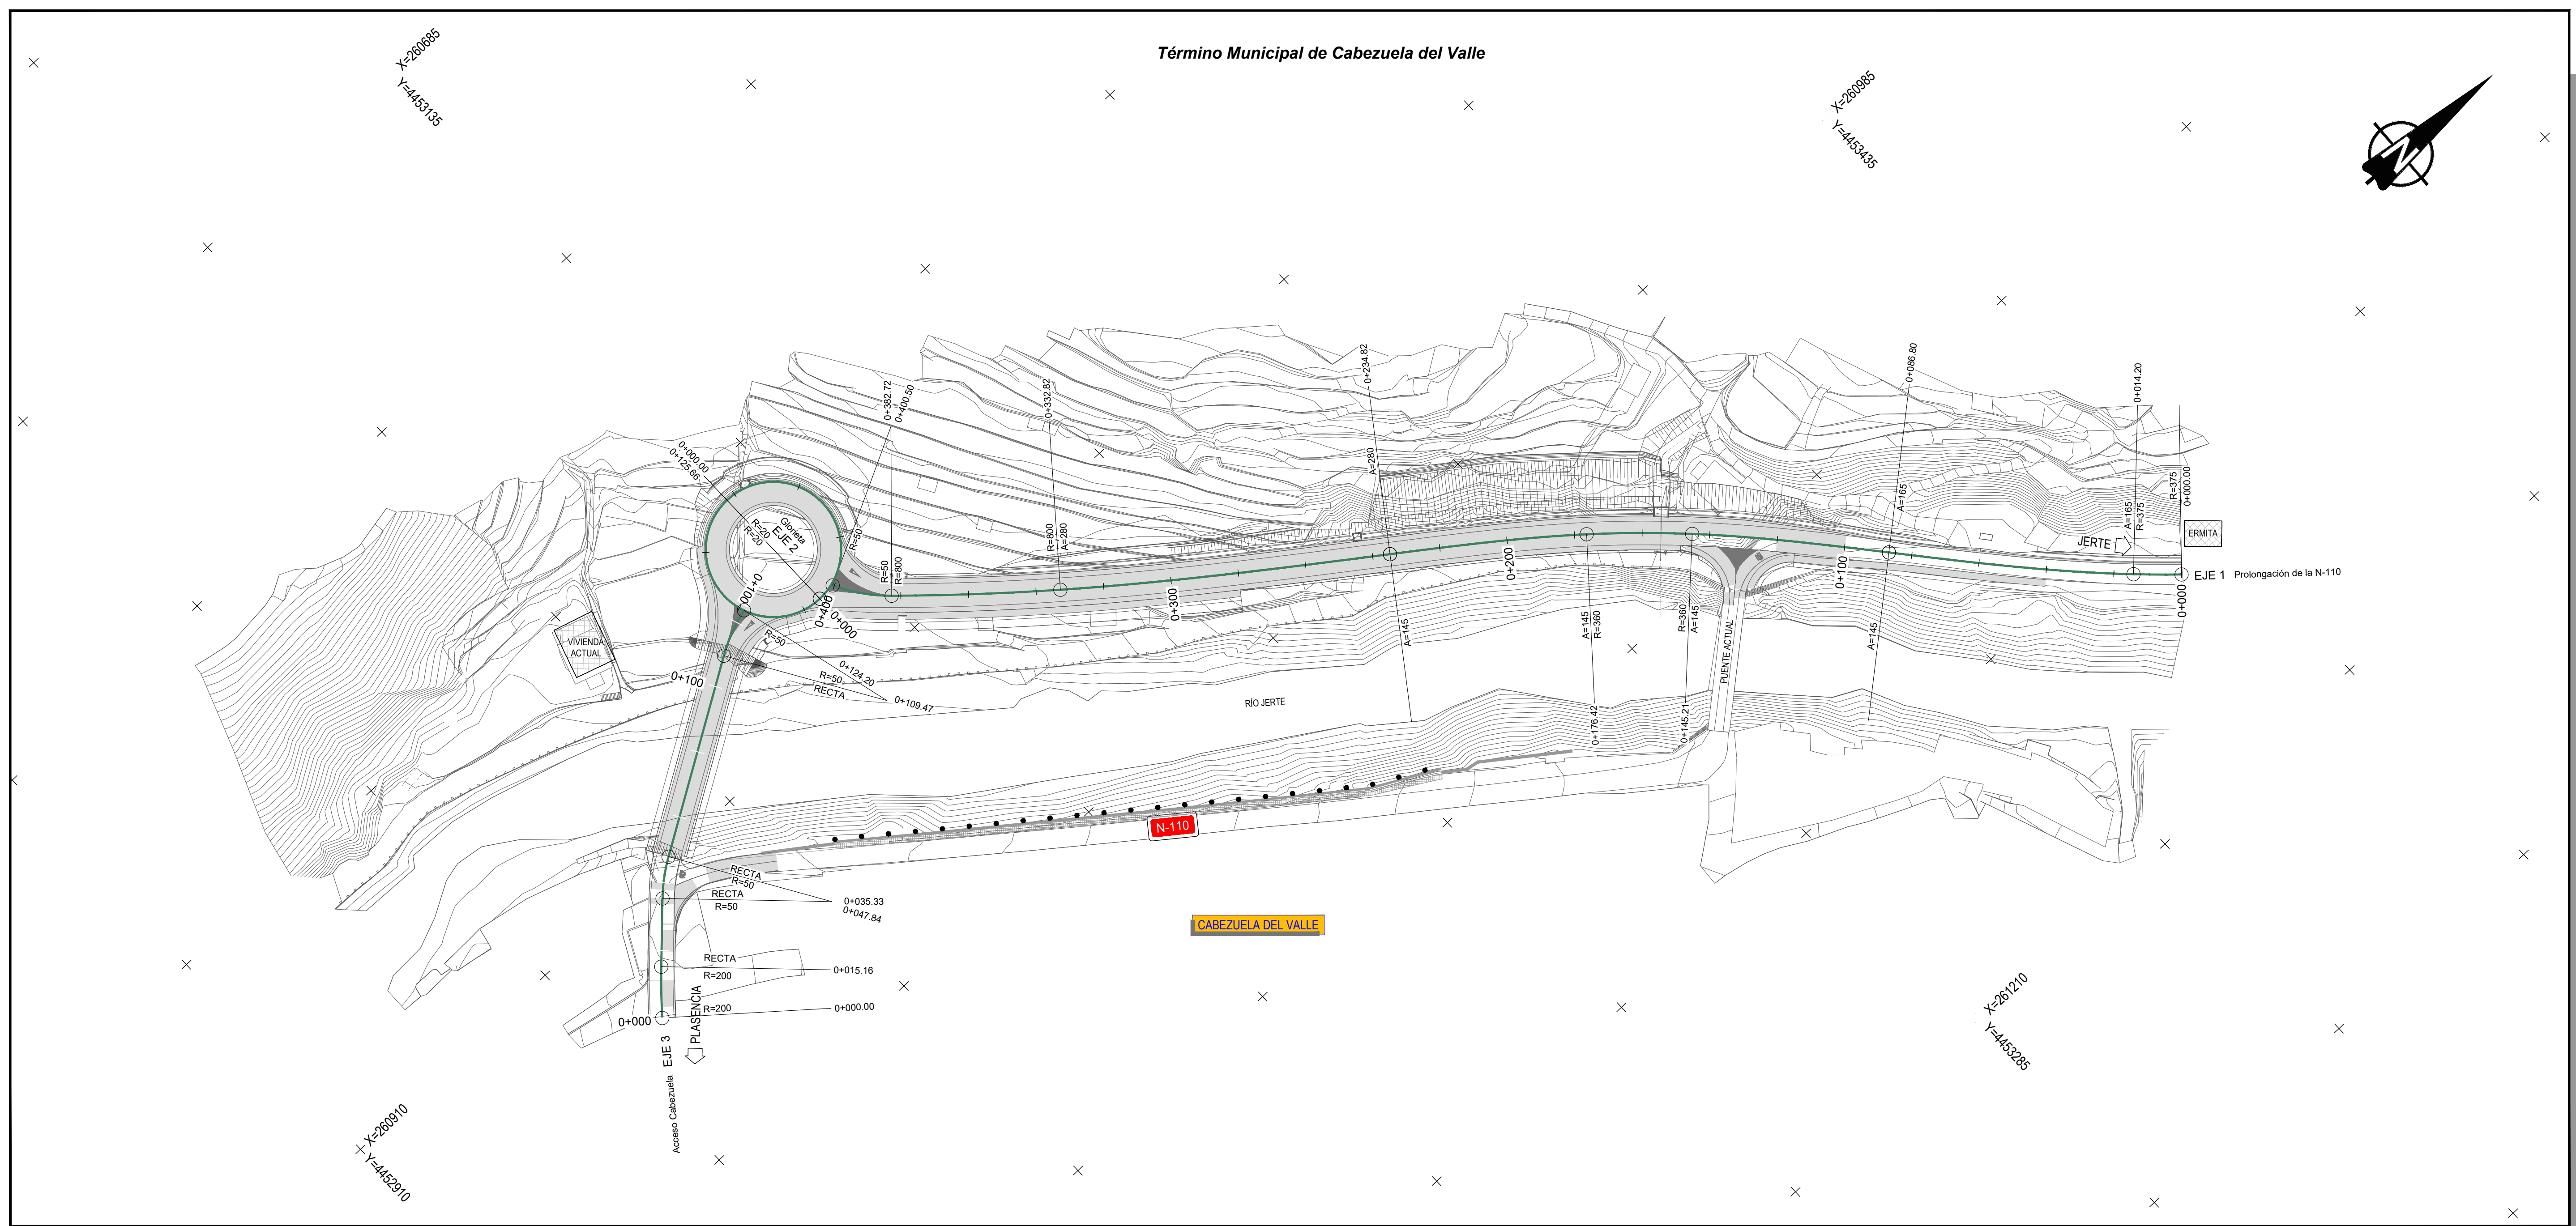 Término Municipal de Cabezuela del Valle
X=260685
Y=4453135
X=260985
Y=4453435
N
0+382.72
0+400.50
0+332.82
0+234.82
0+086.80
0+014.20
0+000.00
0+125.66
R=20
R=20
Glorieta
EJE 2
R=50
R=50
R=800
R=800
A=280
A=280
A=145
0+100
0+400
0+000
0+300
0+200
0+100
0+000
A=145
R=360
R=360
A=145
0+176.42
0+145.21
A=165
A=145
A=165
R=375
R=375
0+000.00
ERMITA
JERTE
EJE 1 Prolongación de la N-110
PUENTE ACTUAL
VIVIENDA
ACTUAL
R=50
0+124.20
R=50
RECTA
0+109.47
0+100
RÍO JERTE
N-110
CABEZUELA DEL VALLE
RECTA
R=50
RECTA
R=50
0+035.33
0+047.84
RECTA
R=200
0+015.16
R=200
0+000.00
0+000
PLASENCIA
Acceso Cabezuela EJE 3
X=260910
Y=4452910
X=261210
Y=4453285